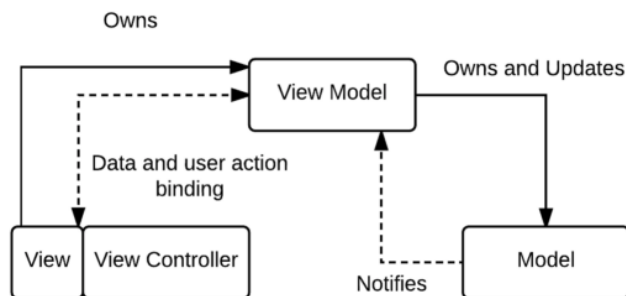 Owns
View Model
Owns and Updates
Data and user action
binding
View
View Controller
Model
Notifies